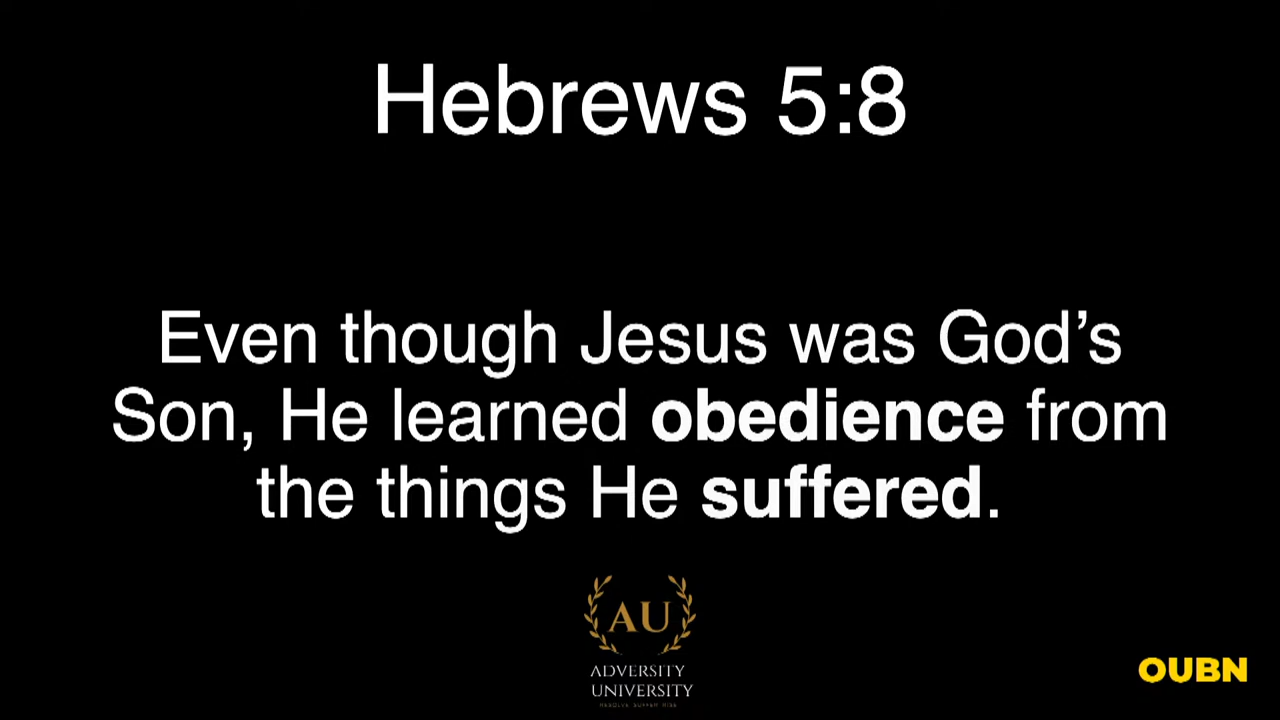 Hebrews 5:8
Even though Jesus was God’s
Son, He learned obedience from
the things He suffered.
AU
ADVERSITY
UNIVERSITY
OUBN